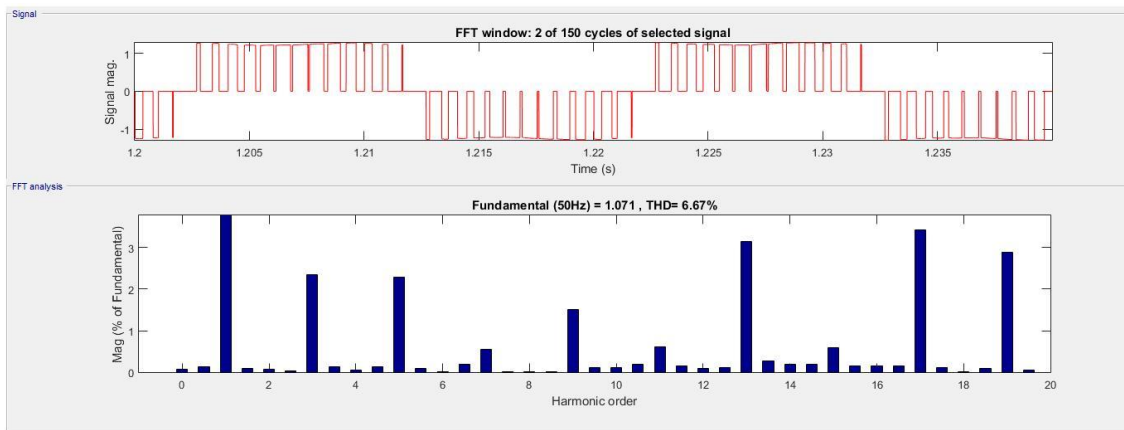 Signal
FFT window: 2 of 150 cycles of selected signal
1
0
-1
Signal mag.
1.2 1.205 1.21 1.215 1.22 1.225 1.23 1.235
Time (s)
FFT analysis
Fundamental (50Hz) = 1.071 , THD= 6.67%
3
2
1
0
Mag (% of Fundamental)
0 2 4 6 8 10 12 14 16 18 20
Harmonic order